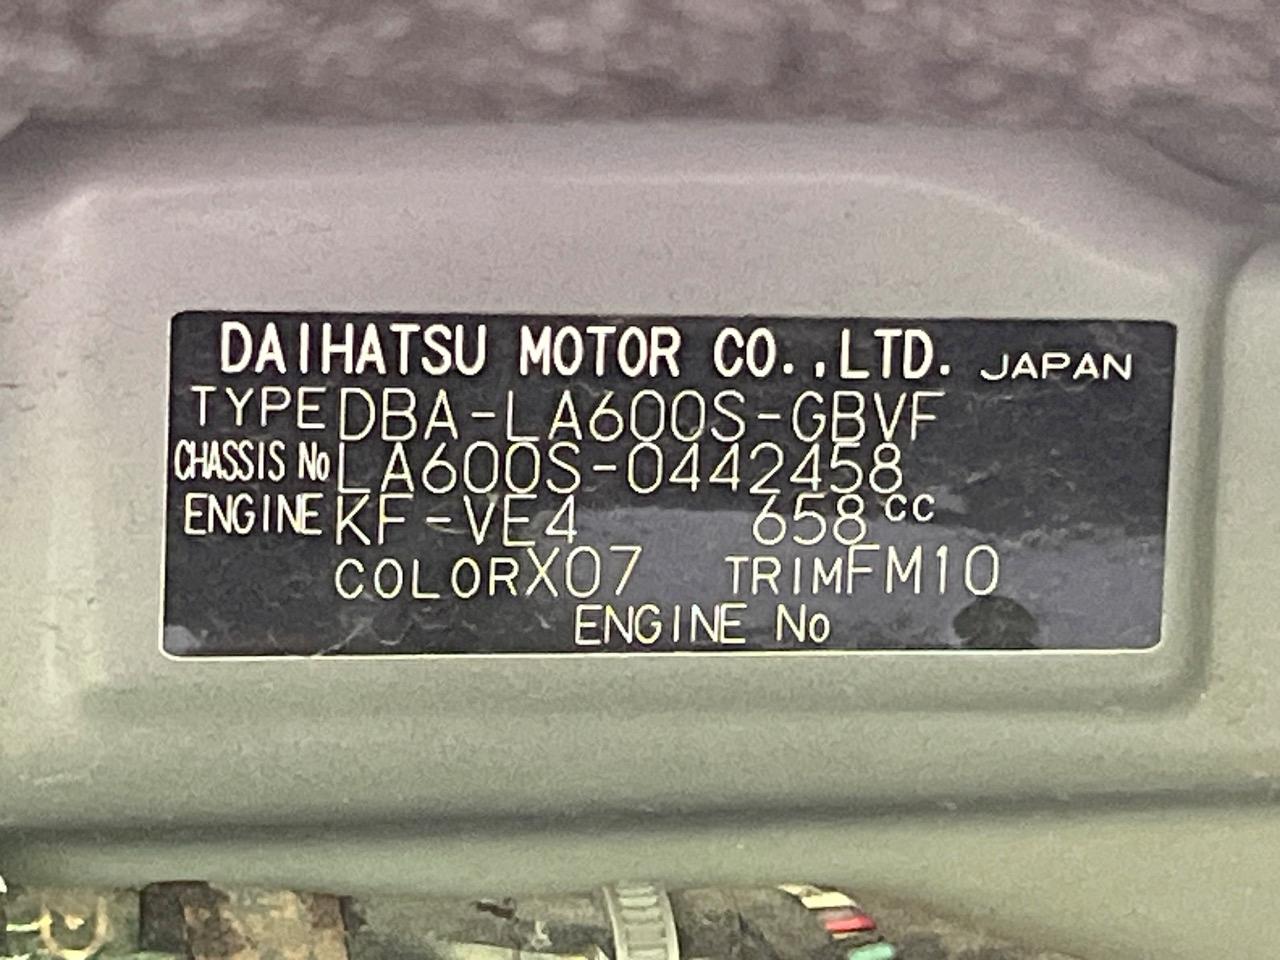 DAIHATSU MOTOR CO.,LTD. JAPAN
TYPE DBA-LA600S-GBVF
CHASSIS No LA600S-0442458
ENGINE KF-VE4 658cc
COLOR X07 TRIM FM10
ENGINE No